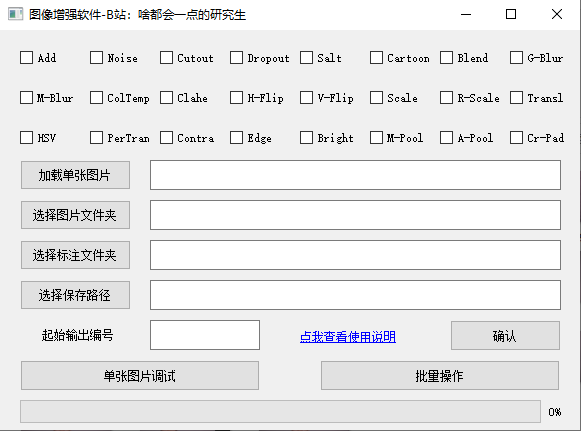 图像增强软件-B站：啥都会一点的研究生
Add Noise Cutout Dropout Salt Cartoon Blend G-Blur
M-Blur ColTemp Clahe H-Flip V-Flip Scale R-Scale Transl
HSV PerTran Contra Edge Bright M-Pool A-Pool Cr-Pad
加载单张图片
选择图片文件夹
选择标注文件夹
选择保存路径
起始输出编号 点我查看使用说明 确认
单张图片调试 批量操作
0%